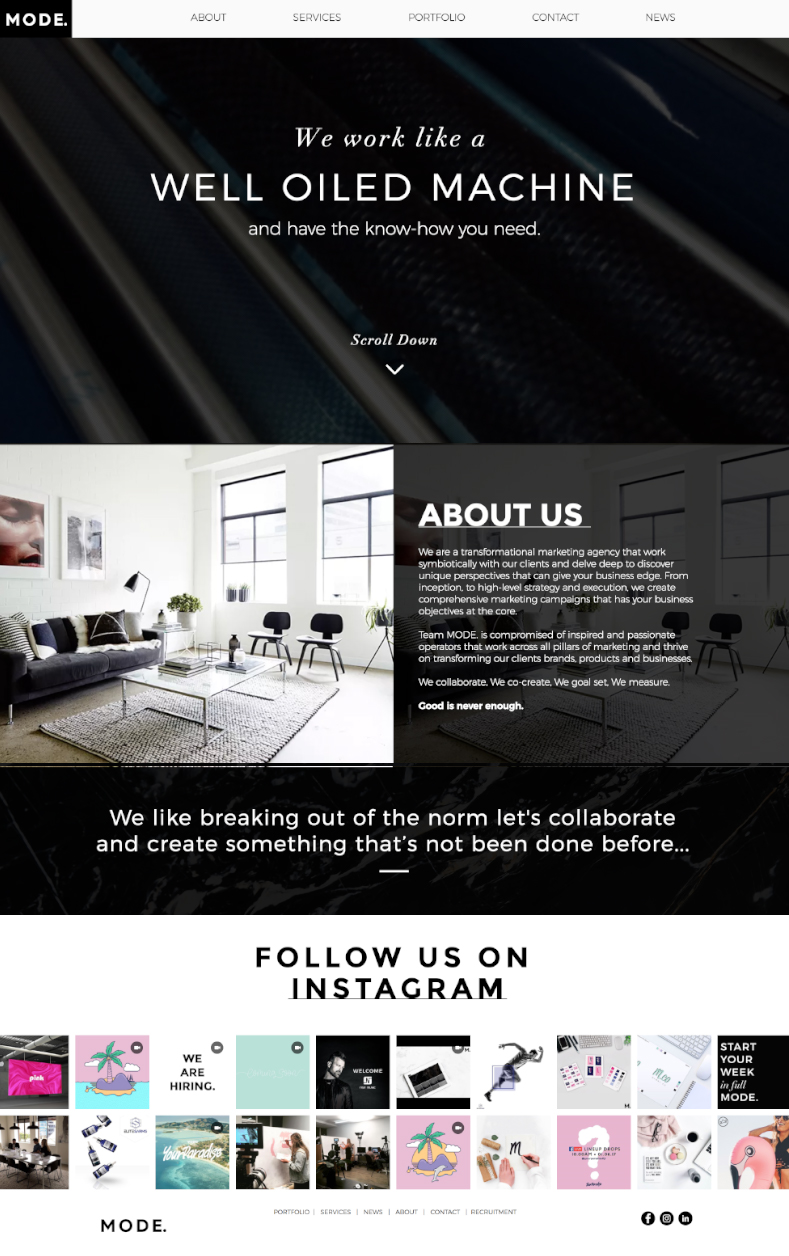 MODE.
ABOUT
SERVICES
PORTFOLIO
CONTACT
NEWS
We work like a
WELL OILED MACHINE
and have the know-how you need.
Scroll Down
ABOUT US
We are a transformational marketing agency that work
symbiotically with our clients and delve deep to discover
unique perspectives that can give your business edge. From
inception, to high-level strategy and execution, we create
comprehensive marketing campaigns that has your business
objectives at the core.
Team MODE. is compromised of inspired and passionate
operators that work across all pillars of marketing and thrive
on transforming our clients brands, products and businesses.
We collaborate, We co-create, We goal set, We measure.
Good is never enough.
We like breaking out of the norm let's collaborate
and create something that’s not been done before...
FOLLOW US ON
INSTAGRAM
pink
WE
ARE
HIRING.
WELCOME
M.
START
YOUR
WEEK
in full
MODE.
Your Paradise
m
LINEUP DROPS
MODE.
PORTFOLIO | SERVICES | NEWS | ABOUT | CONTACT | RECRUITMENT